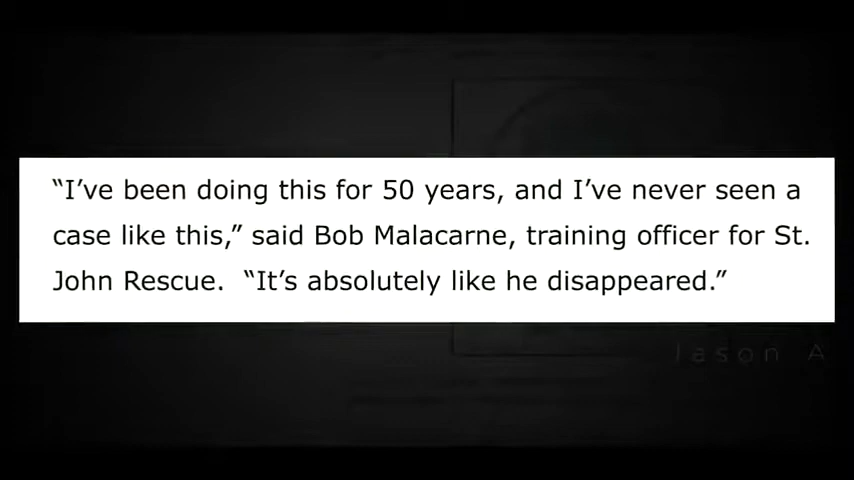 “I’ve been doing this for 50 years, and I’ve never seen a
case like this,” said Bob Malacarne, training officer for St.
John Rescue.  “It’s absolutely like he disappeared.”
Jason A